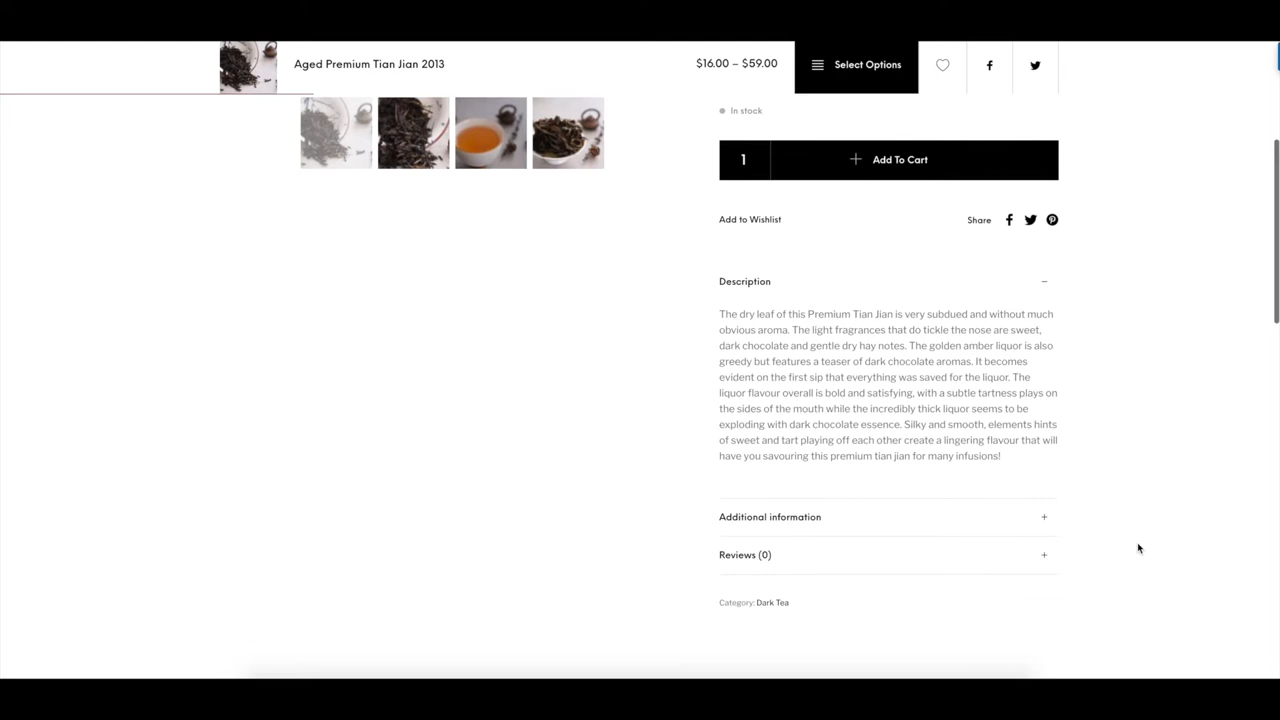 Aged Premium Tian Jian 2013
$16.00 – $59.00
Select Options
In stock
1
Add To Cart
Add to Wishlist
Share
Description
The dry leaf of this Premium Tian Jian is very subdued and without much
obvious aroma. The light fragrances that do tickle the nose are sweet,
dark chocolate and gentle dry hay notes. The golden amber liquor is also
greedy but features a teaser of dark chocolate aromas. It becomes
evident on the first sip that everything was saved for the liquor. The
liquor flavour overall is bold and satisfying, with a subtle tartness plays on
the sides of the mouth while the incredibly thick liquor seems to be
exploding with dark chocolate essence. Silky and smooth, elements hints
of sweet and tart playing off each other create a lingering flavour that will
have you savouring this premium tian jian for many infusions!
Additional information
Reviews (0)
Category: Dark Tea